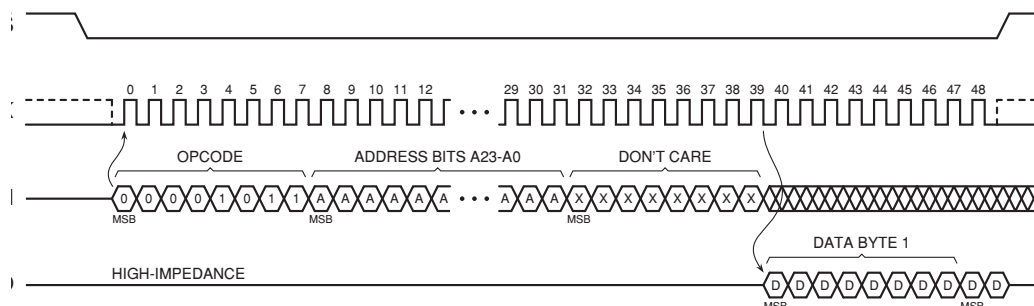 0 1 2 3 4 5 6 7 8 9 10 11 12 29 30 31 32 33 34 35 36 37 38 39 40 41 42 43 44 45 46 47 48
OPCODE ADDRESS BITS A23-A0 DON'T CARE
0 0 0 0 1 0 1 1 A A A A A A A A A X X X X X X X X
MSB MSB MSB
DATA BYTE 1
HIGH-IMPEDANCE
D D D D D D D D D D
MSB MSB